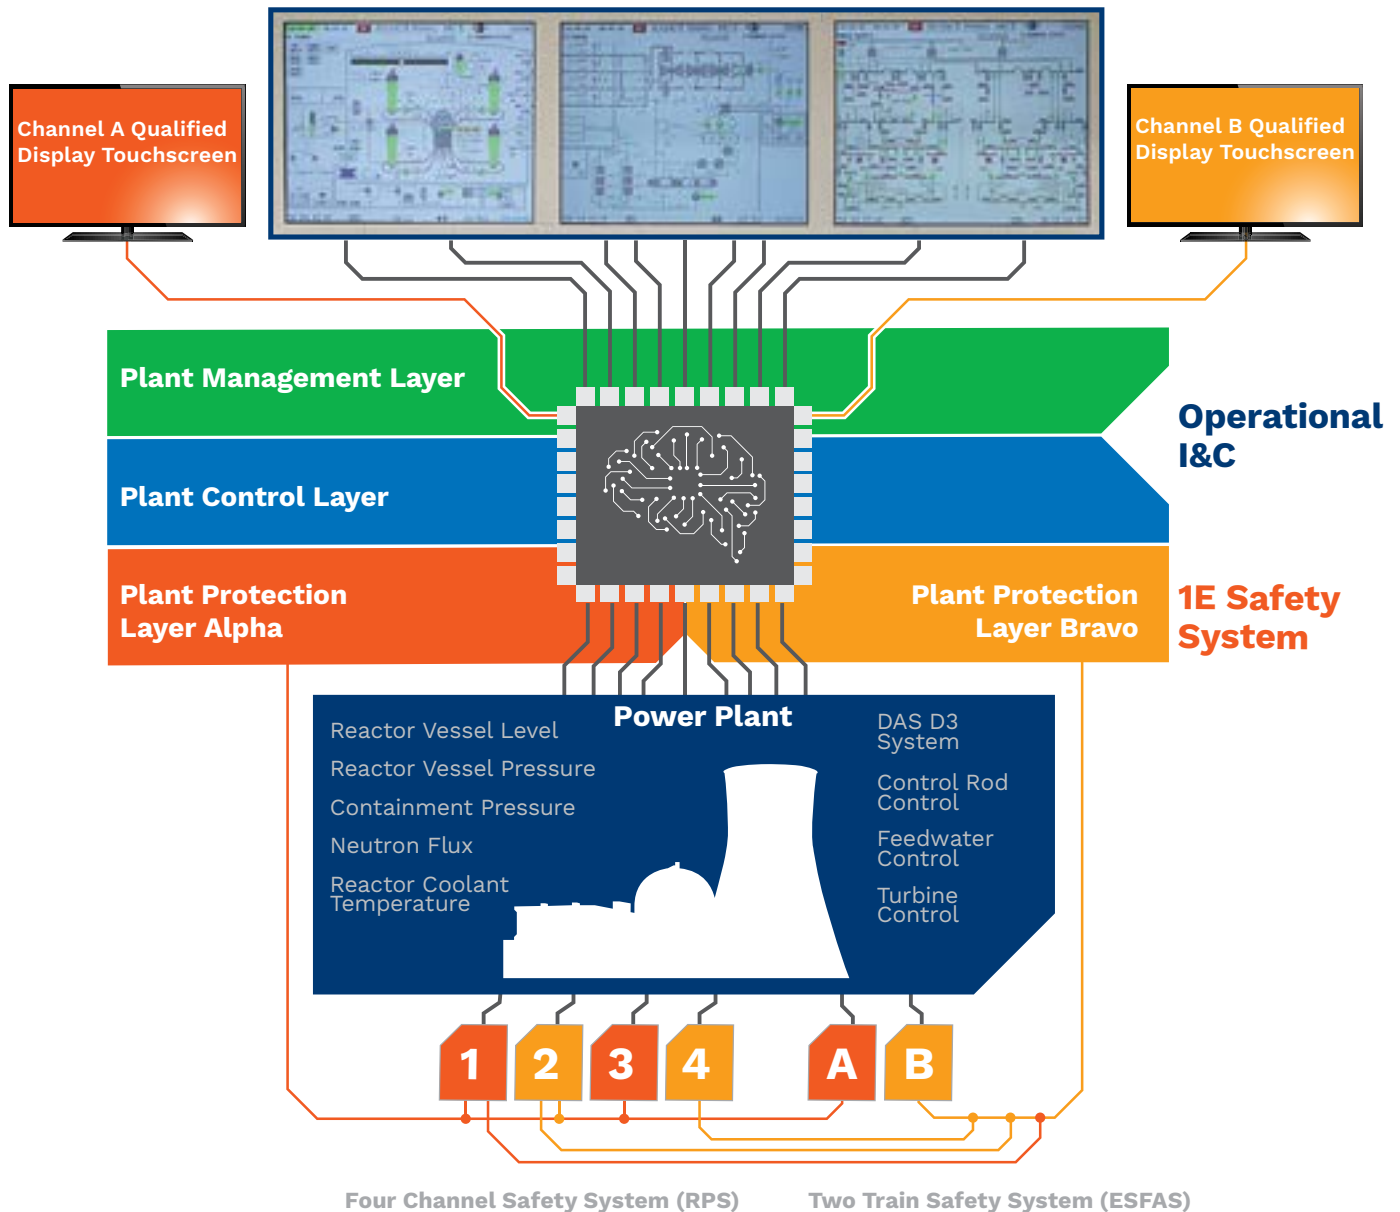 Channel A Qualified
Display Touchscreen
Channel B Qualified
Display Touchscreen
Plant Management Layer
Operational
I&C
Plant Control Layer
Plant Protection
Layer Alpha
Plant Protection
Layer Bravo
1E Safety
System
Power Plant
Reactor Vessel Level
Reactor Vessel Pressure
Containment Pressure
Neutron Flux
Reactor Coolant
Temperature
DAS D3
System
Control Rod
Control
Feedwater
Control
Turbine
Control
1
2
3
4
A
B
Four Channel Safety System (RPS)
Two Train Safety System (ESFAS)